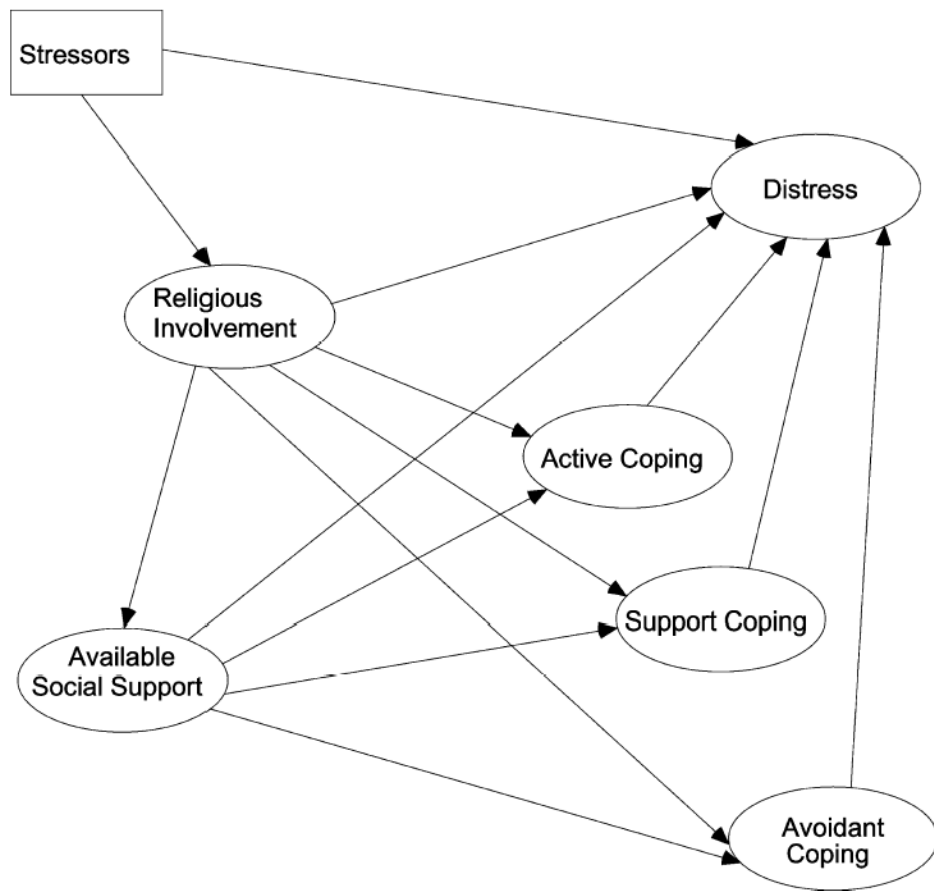 Stressors
Distress
Religious
Involvement
Active Coping
Support Coping
Available
Social Support
Avoidant
Coping